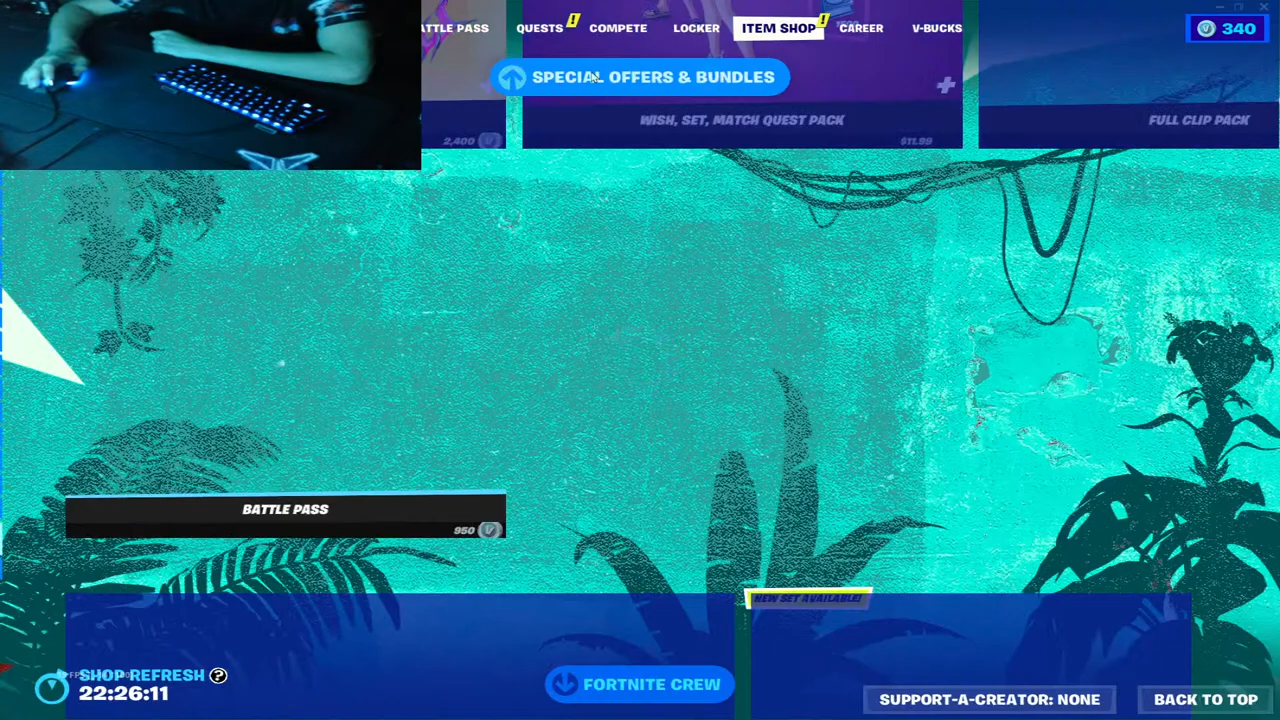 ATTLE PASS
QUESTS
COMPETE
LOCKER
ITEM SHOP
CAREER
V-BUCKS
340
SPECIAL OFFERS & BUNDLES
2,400
WISH, SET, MATCH QUEST PACK
$11.99
FULL CLIP PACK
BATTLE PASS
950
NEW SET AVAILABLE!
SHOP REFRESH ?
22:26:11
FORTNITE CREW
SUPPORT-A-CREATOR: NONE
BACK TO TOP